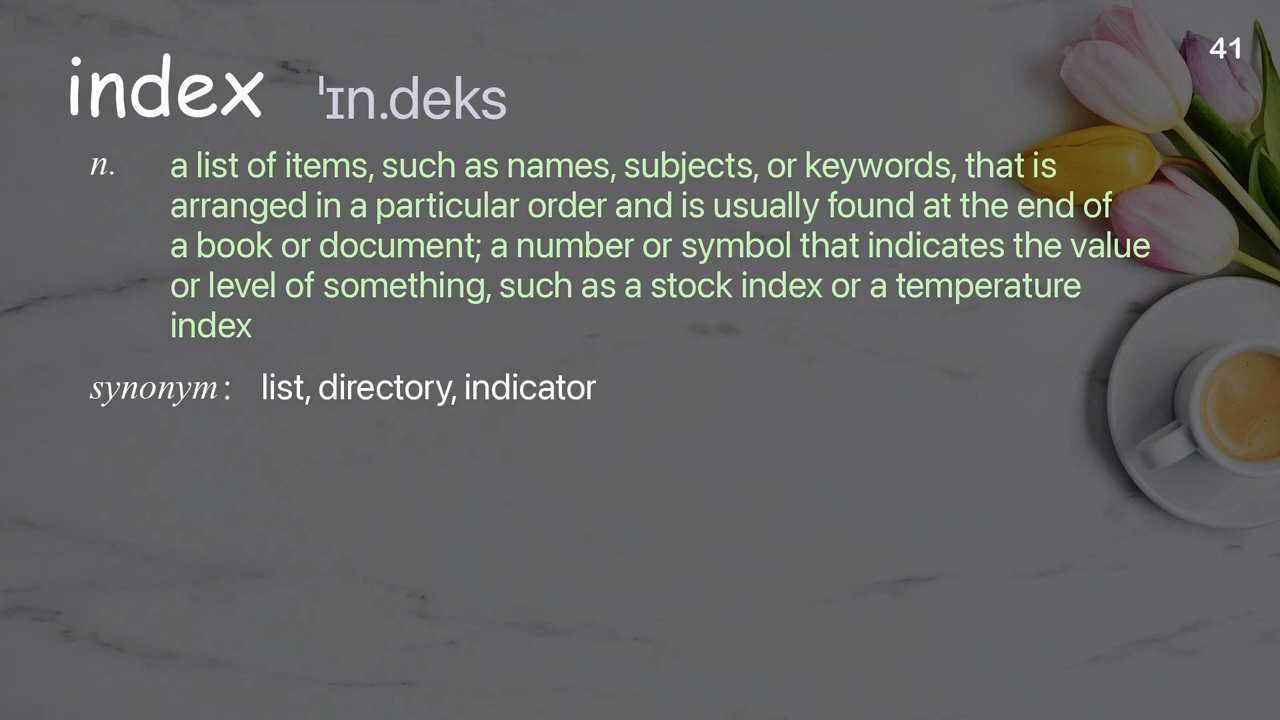 41
index ˈɪn.deks
n. a list of items, such as names, subjects, or keywords, that is
arranged in a particular order and is usually found at the end of
a book or document; a number or symbol that indicates the value
or level of something, such as a stock index or a temperature
index
synonym: list, directory, indicator